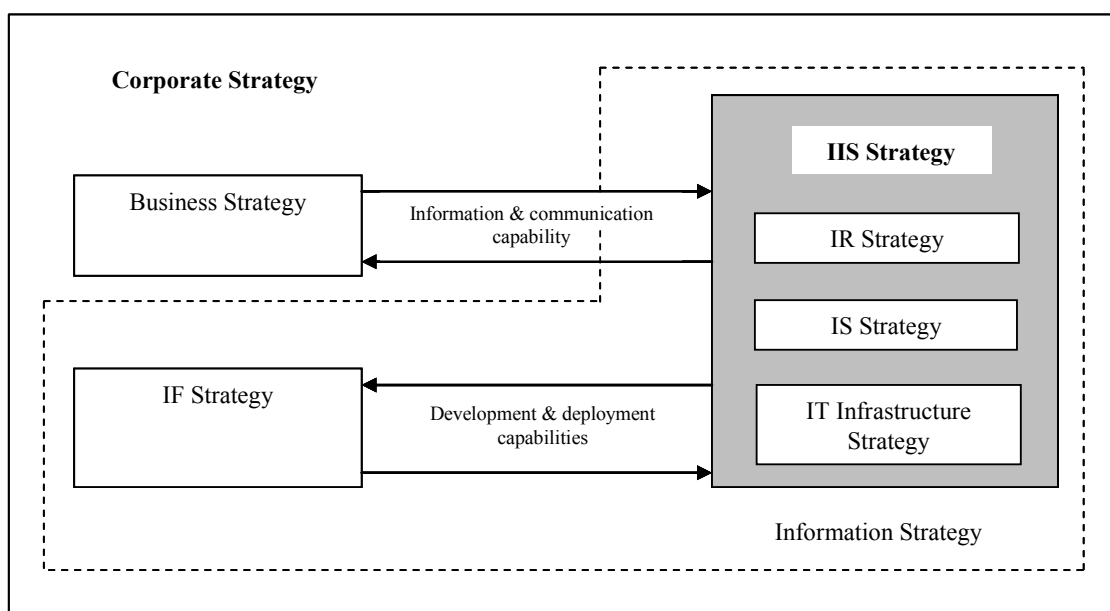 Corporate Strategy
IIS Strategy
Business Strategy
Information & communication
capability
IR Strategy
IS Strategy
IF Strategy
Development & deployment
capabilities
IT Infrastructure
Strategy
Information Strategy